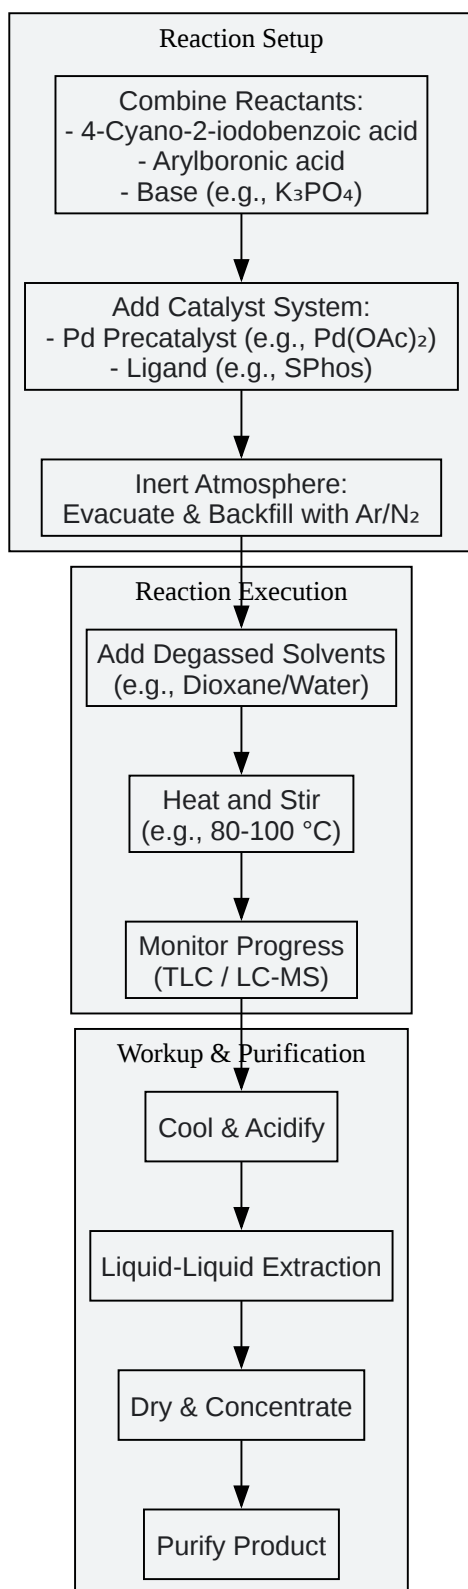 Reaction Setup
Combine Reactants:
- 4-Cyano-2-iodobenzoic acid
- Arylboronic acid
- Base (e.g., K₃PO₄)
Add Catalyst System:
- Pd Precatalyst (e.g., Pd(OAc)₂)
- Ligand (e.g., SPhos)
Inert Atmosphere:
Evacuate & Backfill with Ar/N₂
Reaction Execution
Add Degassed Solvents
(e.g., Dioxane/Water)
Heat and Stir
(e.g., 80-100 °C)
Monitor Progress
(TLC / LC-MS)
Workup & Purification
Cool & Acidify
Liquid-Liquid Extraction
Dry & Concentrate
Purify Product